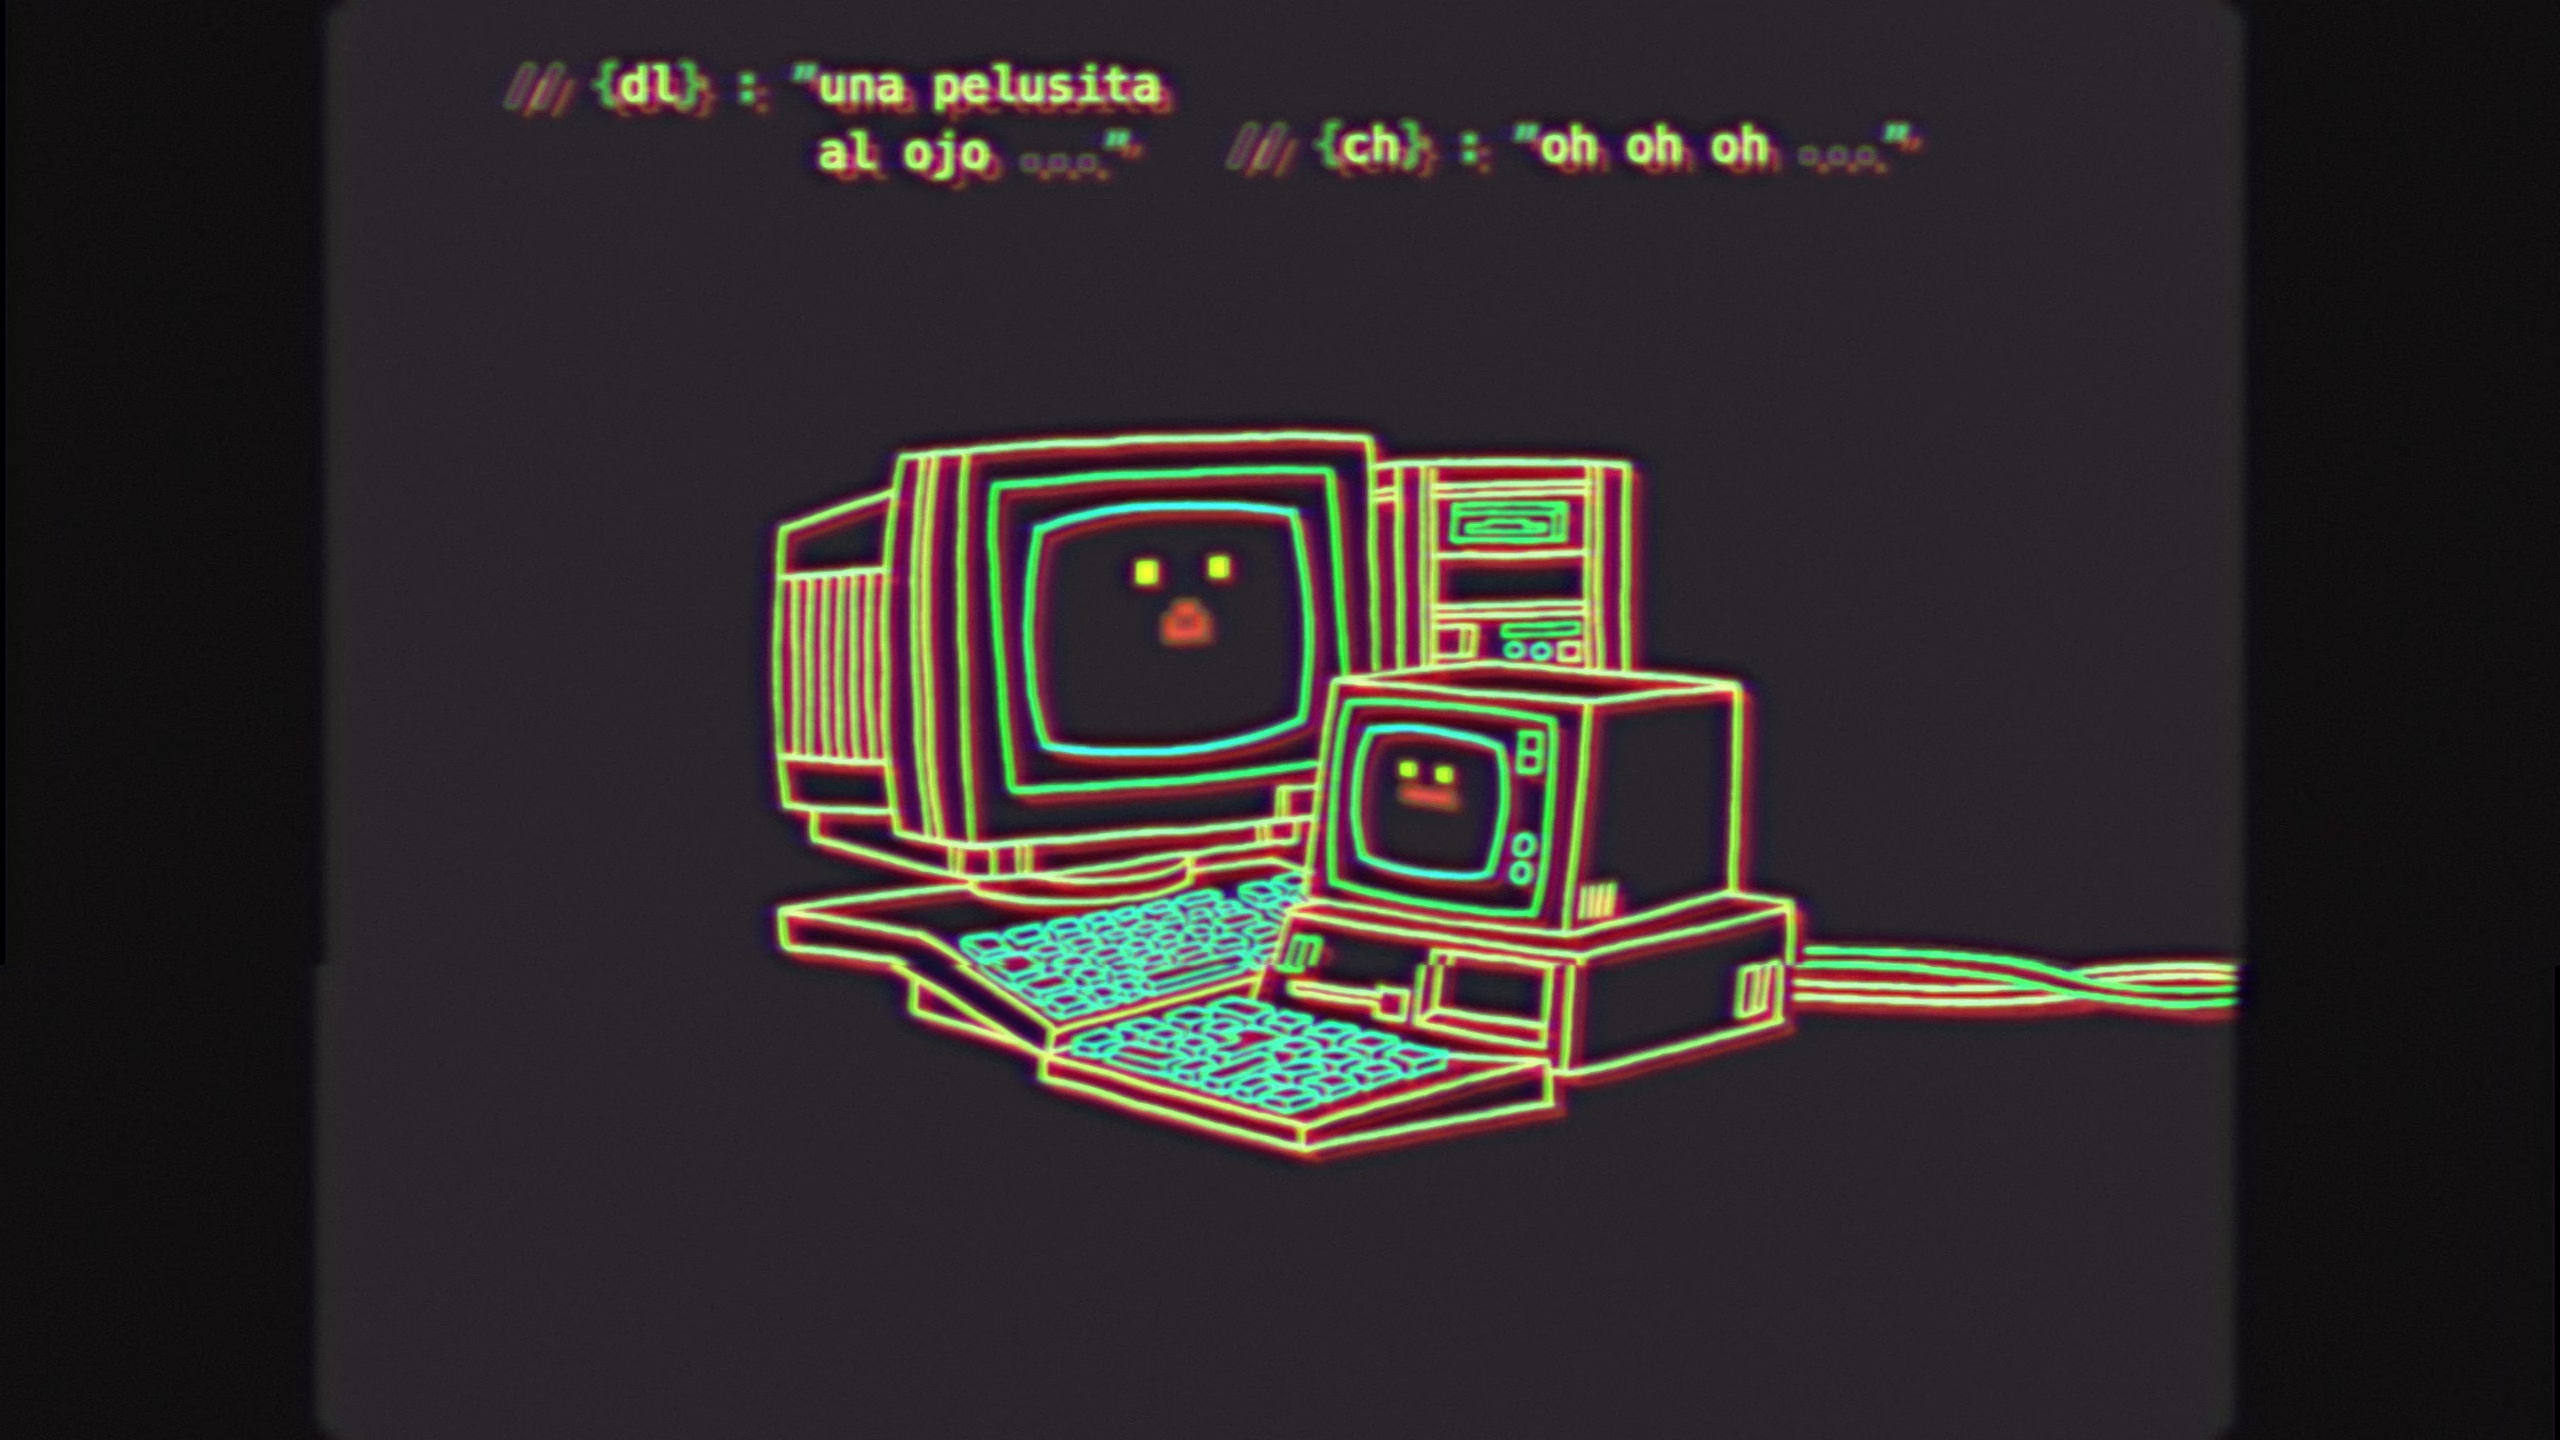 /// {dl} : "una pelusita
al ojo ..."
/// {ch} : "oh oh oh ..."